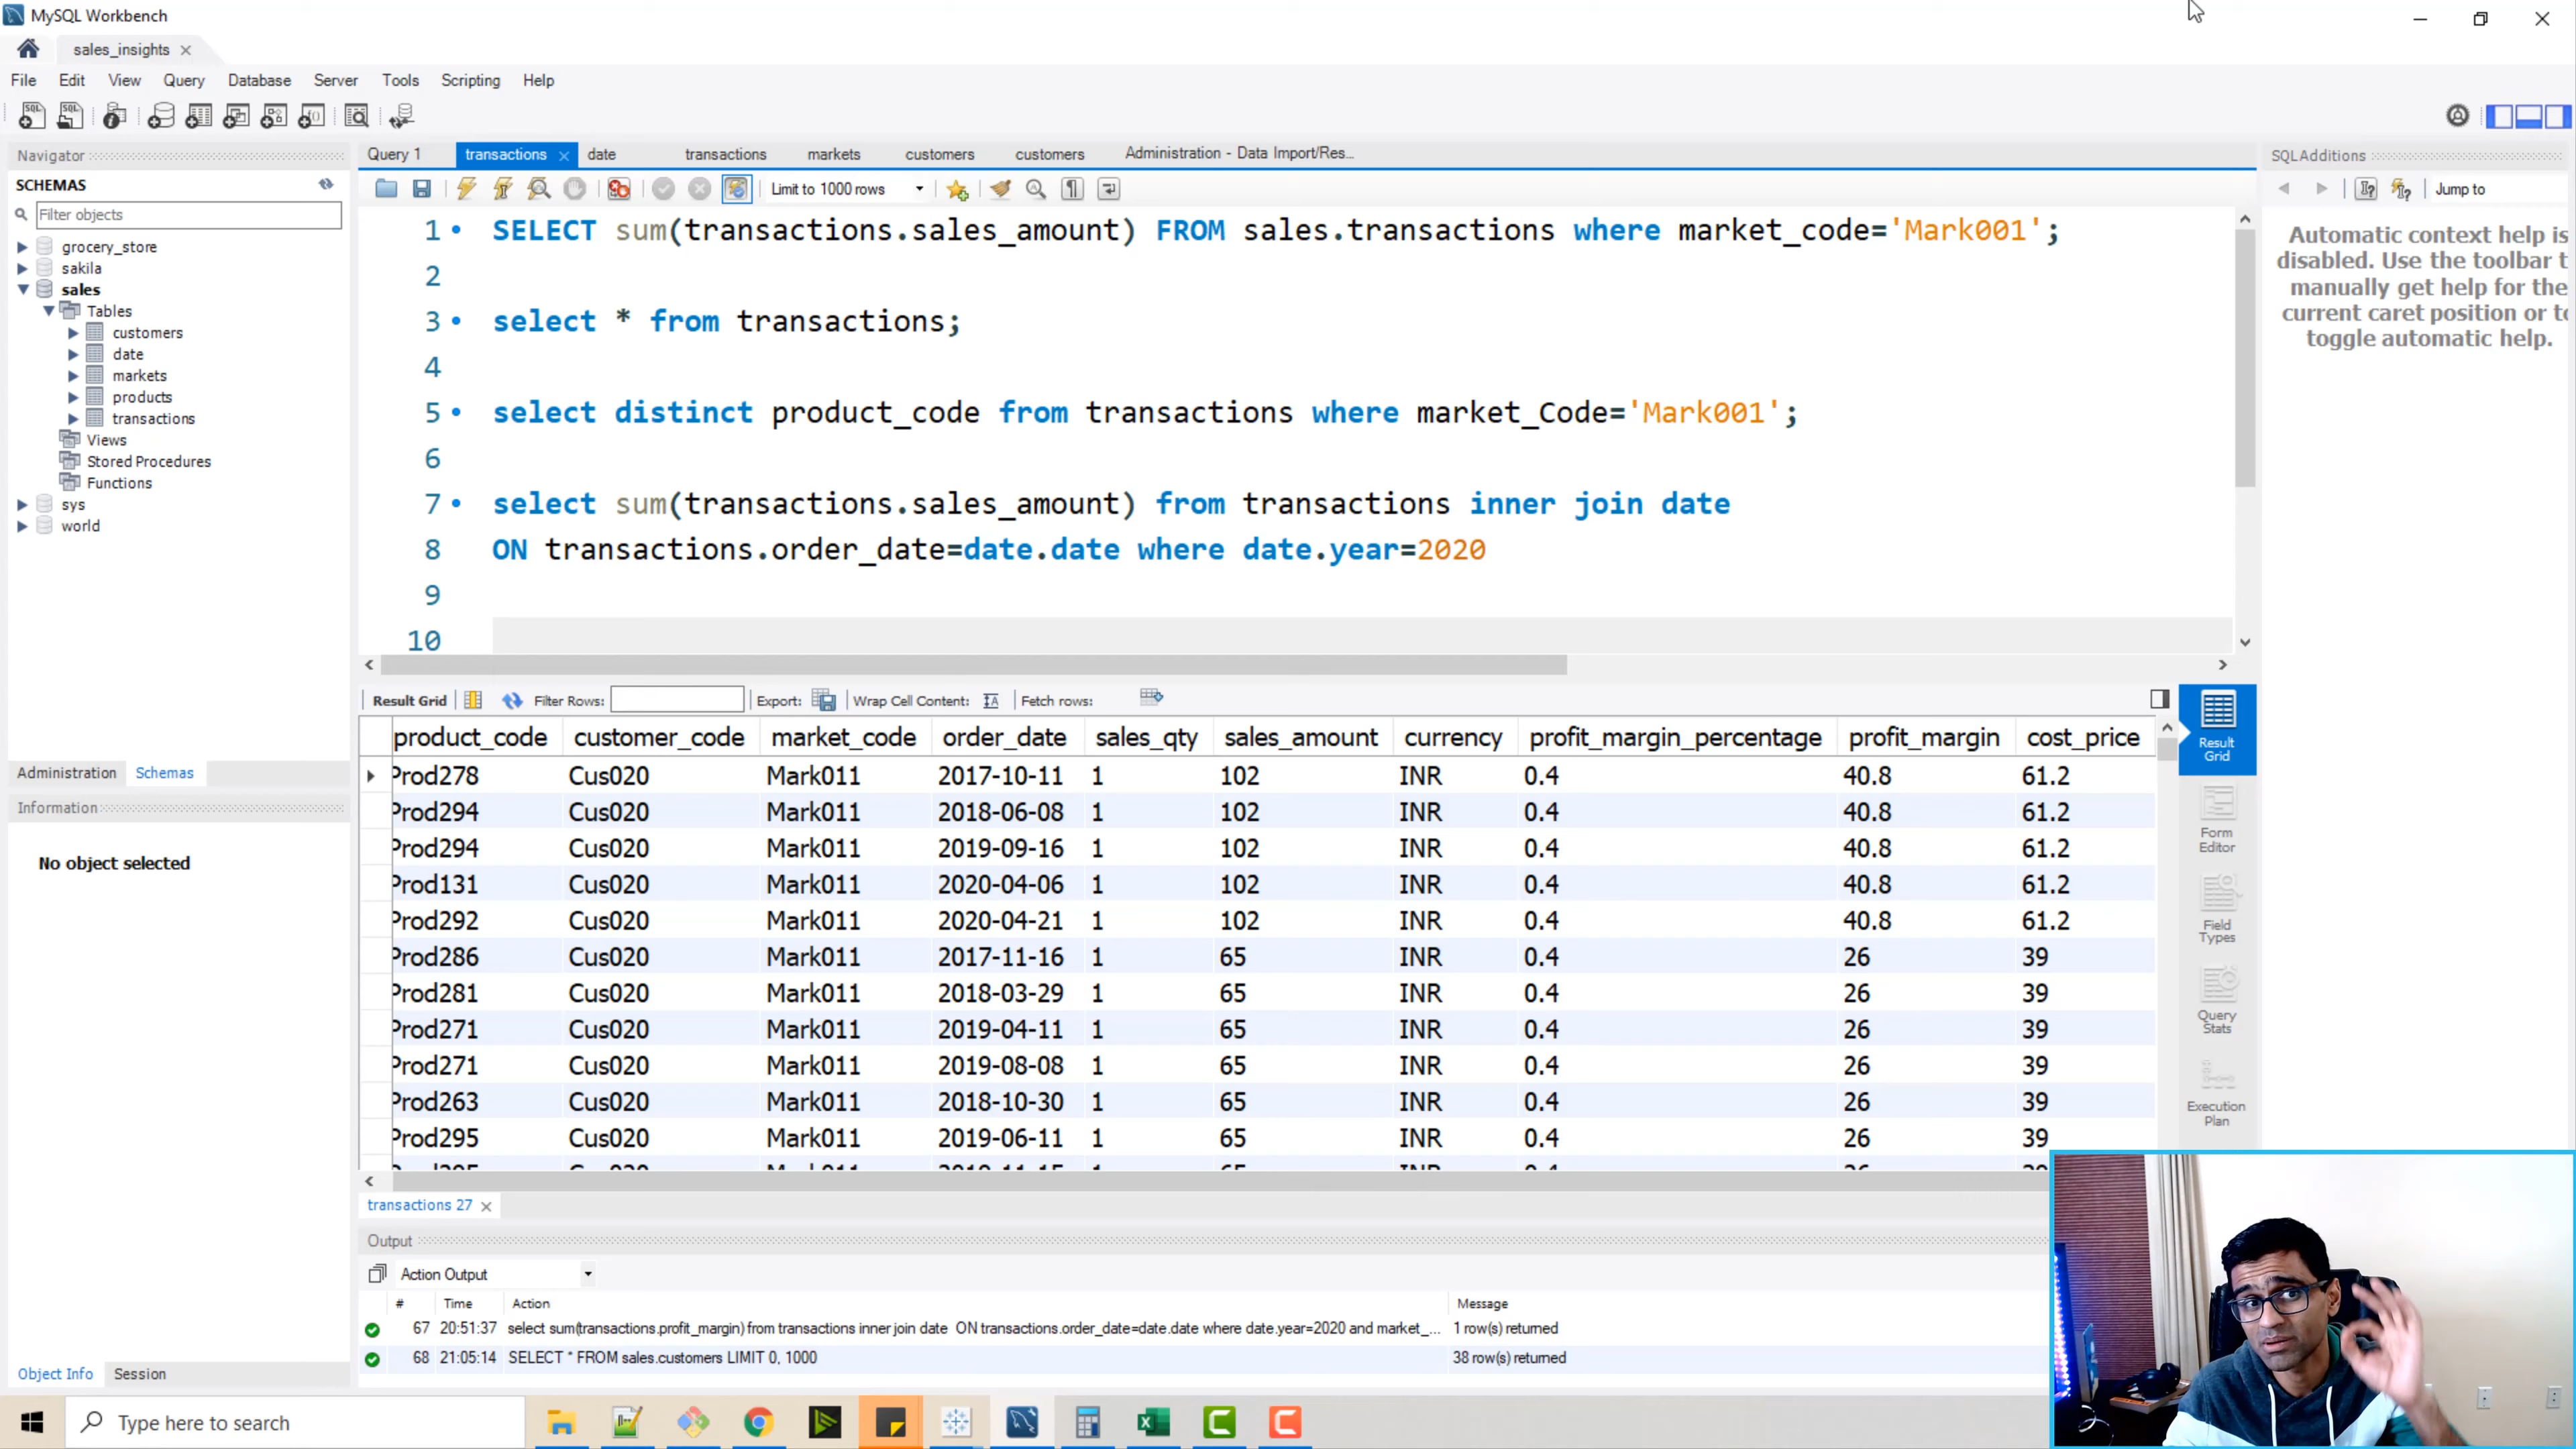 MySQL Workbench
sales_insights
File Edit View Query Database Server Tools Scripting Help
Navigator
SCHEMAS
Filter objects
grocery_store
sakila
sales
Tables
customers
date
markets
products
transactions
Views
Stored Procedures
Functions
sys
world
Administration Schemas
Information
No object selected
Object Info Session
Query 1 transactions date transactions markets customers customers Administration - Data Import/Res...
Limit to 1000 rows
1 SELECT sum(transactions.sales_amount) FROM sales.transactions where market_code='Mark001';
2
3 select * from transactions;
4
5 select distinct product_code from transactions where market_Code='Mark001';
6
7 select sum(transactions.sales_amount) from transactions inner join date
8 ON transactions.order_date=date.date where date.year=2020
9
10
Result Grid Filter Rows: Export: Wrap Cell Content: Fetch rows:
product_code customer_code market_code order_date sales_qty sales_amount currency profit_margin_percentage profit_margin cost_price
Prod278 Cus020 Mark011 2017-10-11 1 102 INR 0.4 40.8 61.2
Prod294 Cus020 Mark011 2018-06-08 1 102 INR 0.4 40.8 61.2
Prod294 Cus020 Mark011 2019-09-16 1 102 INR 0.4 40.8 61.2
Prod131 Cus020 Mark011 2020-04-06 1 102 INR 0.4 40.8 61.2
Prod292 Cus020 Mark011 2020-04-21 1 102 INR 0.4 40.8 61.2
Prod286 Cus020 Mark011 2017-11-16 1 65 INR 0.4 26 39
Prod281 Cus020 Mark011 2018-03-29 1 65 INR 0.4 26 39
Prod271 Cus020 Mark011 2019-04-11 1 65 INR 0.4 26 39
Prod271 Cus020 Mark011 2019-08-08 1 65 INR 0.4 26 39
Prod263 Cus020 Mark011 2018-10-30 1 65 INR 0.4 26 39
Prod295 Cus020 Mark011 2019-06-11 1 65 INR 0.4 26 39
transactions 27
Output
Action Output
# Time Action Message
67 20:51:37 select sum(transactions.profit_margin) from transactions inner join date ON transactions.order_date=date.date where date.year=2020 and market_... 1 row(s) returned
68 21:05:14 SELECT * FROM sales.customers LIMIT 0, 1000 38 row(s) returned
Result
Grid
Form
Editor
Field
Types
Query
Stats
Execution
Plan
SQLAdditions
Jump to
Automatic context help is
disabled. Use the toolbar t
manually get help for the
current caret position or to
toggle automatic help.
Type here to search